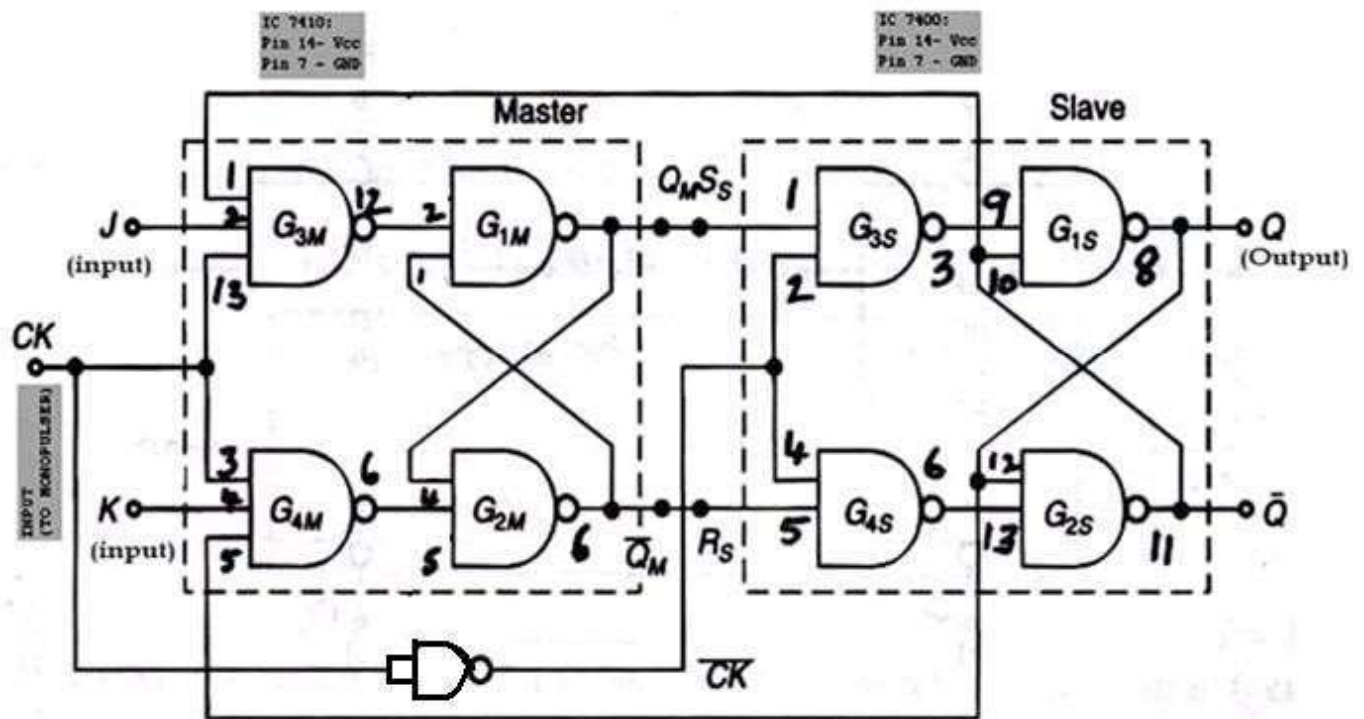 IC 7410:
Pin 14- Vcc
Pin 7 - GND
IC 7400:
Pin 14- Vcc
Pin 7 - GND
Master
Slave
1
2
13
J
(input)
G3M
12
2
1
G1M
QMSS
1
2
G3S
3
9
10
G1S
8
Q
(Output)
CK
INPUT
(TO MONOPULSER)
3
4
5
K
(input)
G4M
6
4
5
G2M
6
Q̅M
RS
4
5
G4S
6
12
13
G2S
11
Q̅
C̅K̅